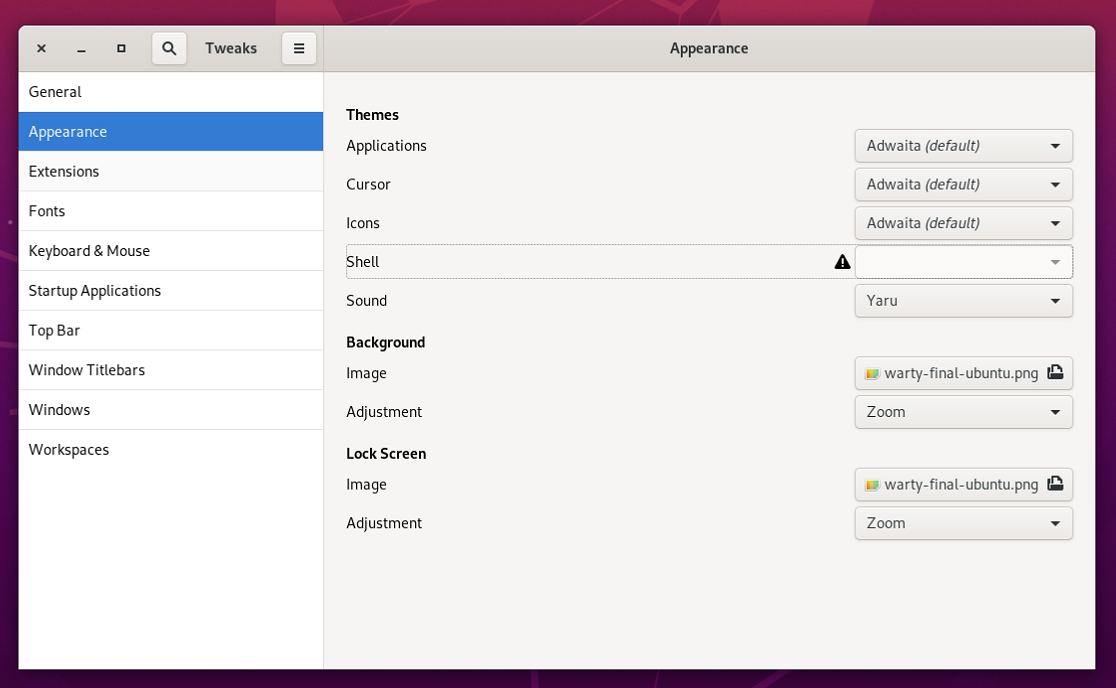 Tweaks
Appearance
General
Appearance
Extensions
Fonts
Keyboard & Mouse
Startup Applications
Top Bar
Window Titlebars
Windows
Workspaces
Themes
Applications Adwaita (default)
Cursor Adwaita (default)
Icons Adwaita (default)
Shell
Sound Yaru
Background
Image warty-final-ubuntu.png
Adjustment Zoom
Lock Screen
Image warty-final-ubuntu.png
Adjustment Zoom